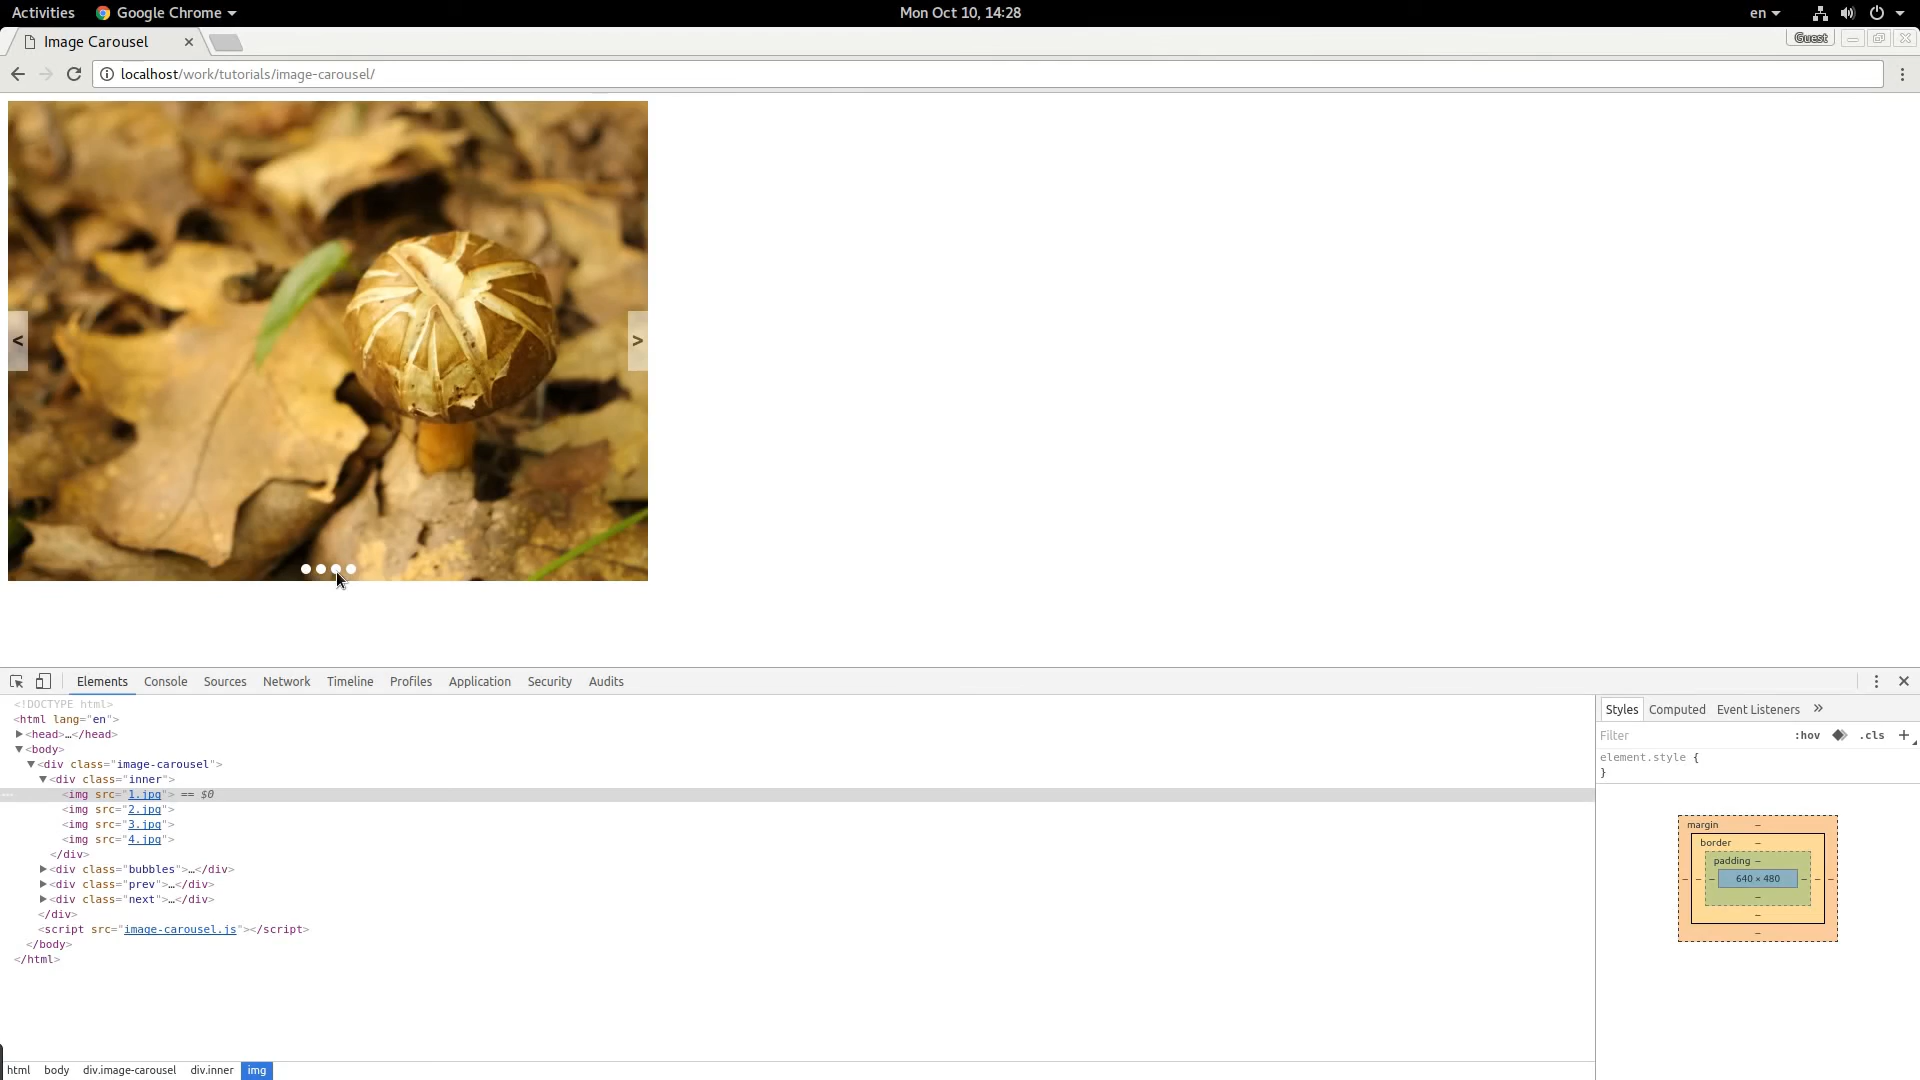 Activities Google Chrome Mon Oct 10, 14:28 en
Image Carousel Guest
localhost/work/tutorials/image-carousel/
< >
Elements Console Sources Network Timeline Profiles Application Security Audits
<!DOCTYPE html>
<html lang="en">
<head>…</head>
<body>
<div class="image-carousel">
<div class="inner">
<img src="1.jpg"> == $0
<img src="2.jpg">
<img src="3.jpg">
<img src="4.jpg">
</div>
<div class="bubbles">…</div>
<div class="prev">…</div>
<div class="next">…</div>
</div>
<script src="image-carousel.js"></script>
</body>
</html>
html body div.image-carousel div.inner img
Styles Computed Event Listeners »
Filter :hov .cls +
element.style {
}
margin –
border –
padding –
– – – 640 × 480 – – –
–
–
–